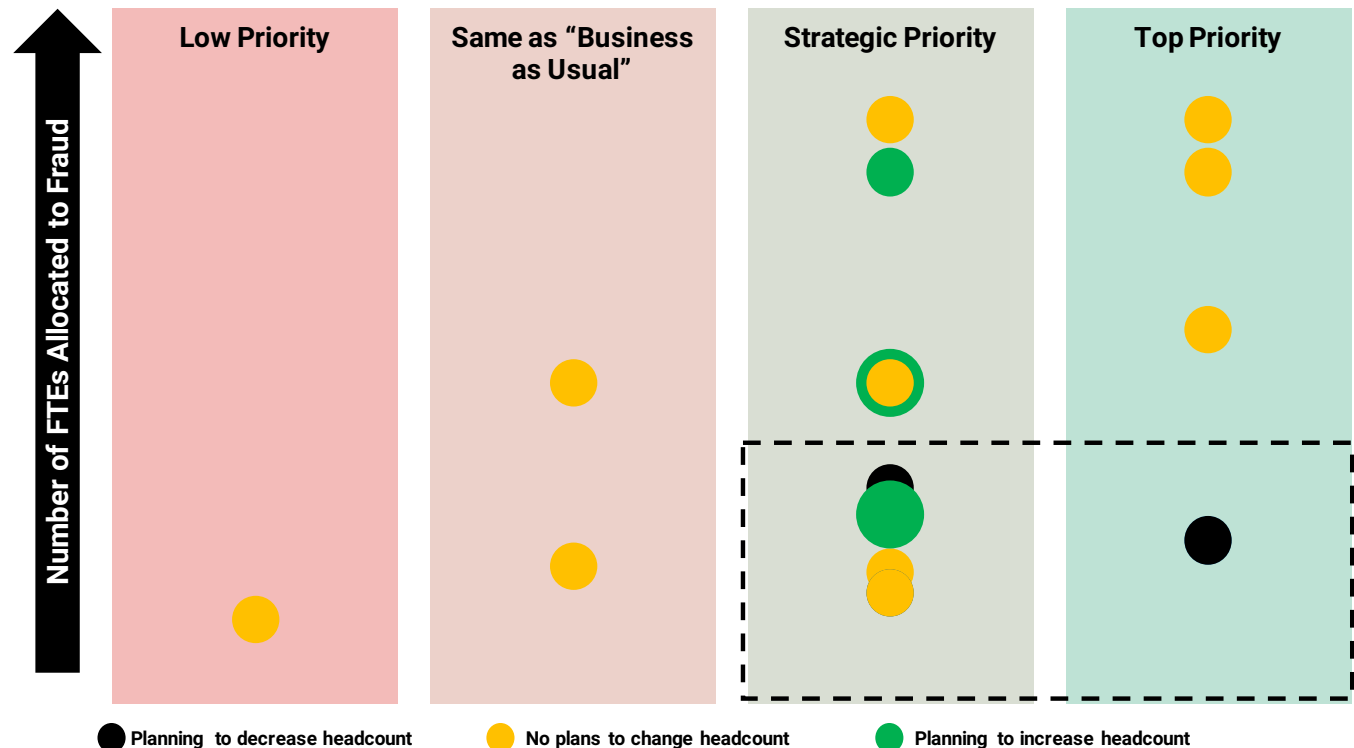 Number of FTEs Allocated to Fraud
Low Priority
Same as “Business
as Usual”
Strategic Priority
Top Priority
Planning to decrease headcount
No plans to change headcount
Planning to increase headcount